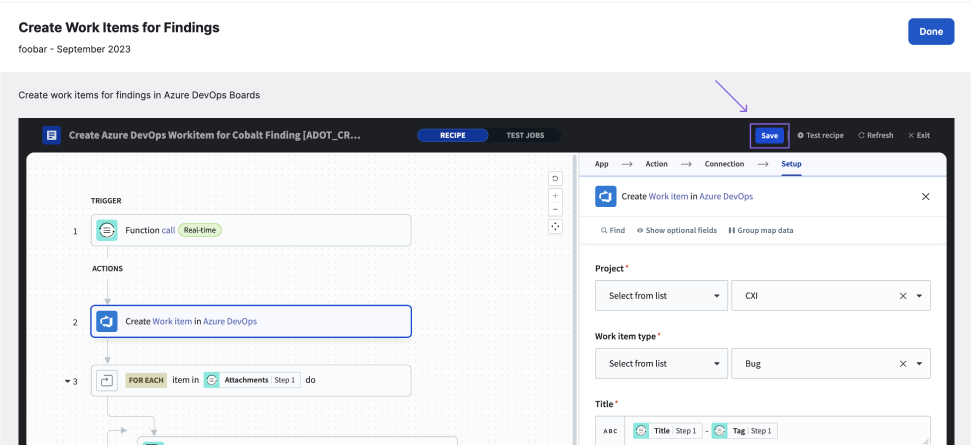 Create Work Items for Findings
Done
foobar - September 2023
Create work items for findings in Azure DevOps Boards
Create Azure DevOps Workitem for Cobalt Finding [ADOT_CR...
RECIPE
TEST JOBS
Save
Test recipe
Refresh
Exit
App → Action → Connection → Setup
TRIGGER
1
Function call Real-time
ACTIONS
2
Create Work item in Azure DevOps
3
FOR EACH item in Attachments Step 1 do
Create Work item in Azure DevOps
Find
Show optional fields
Group map data
Project*
Select from list
CXI
Work item type*
Select from list
Bug
Title*
ABC
Title Step 1 - Tag Step 1